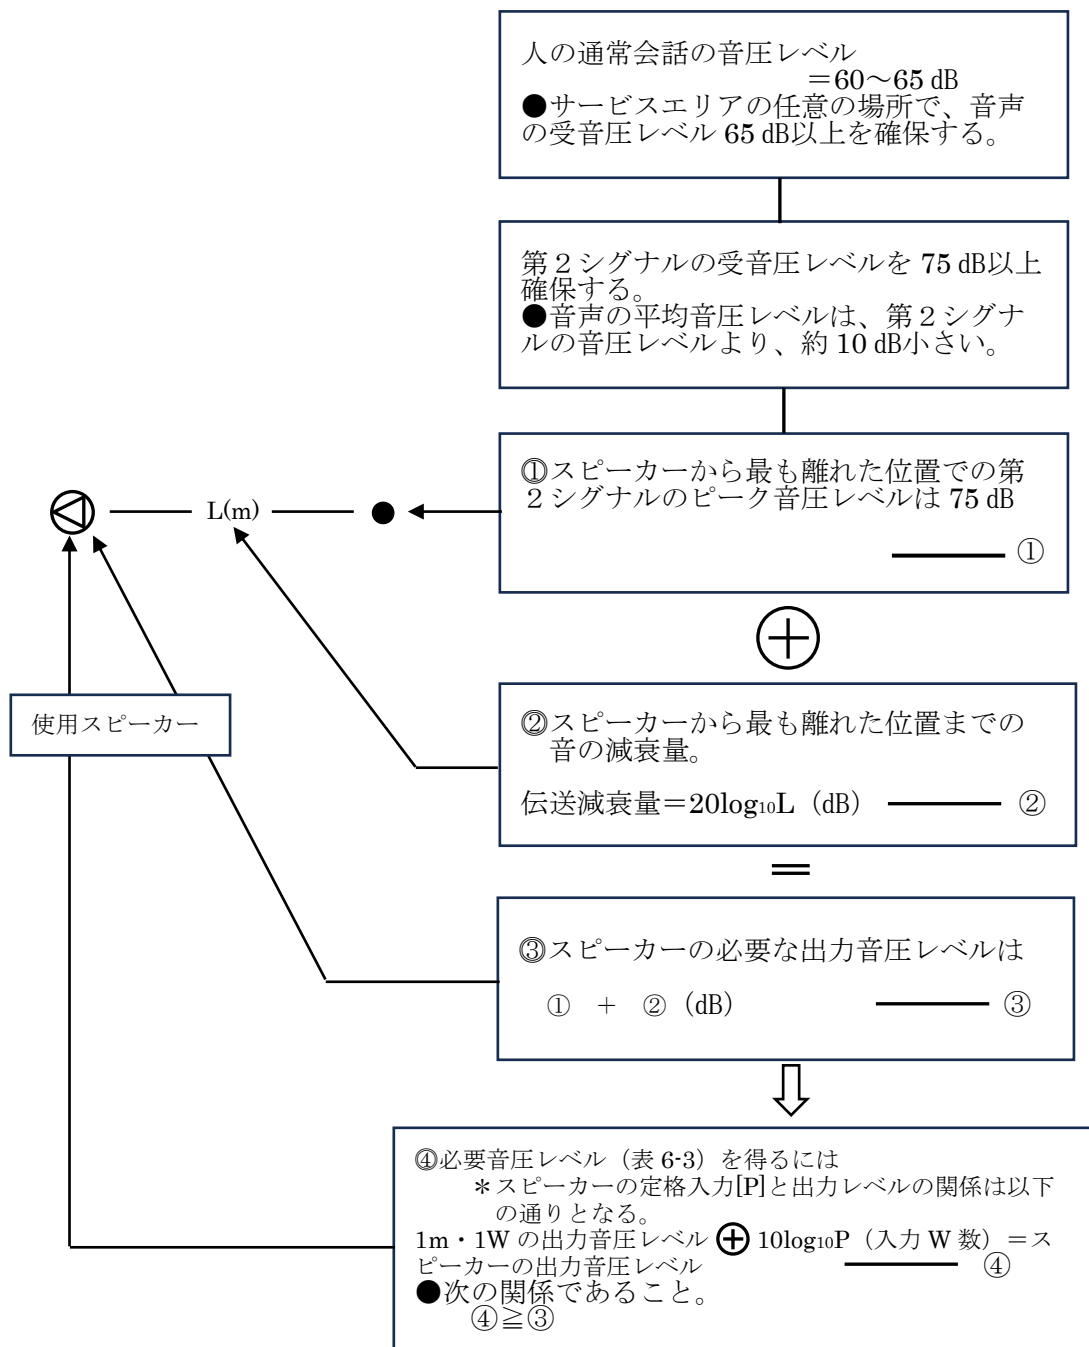 人の通常会話の音圧レベル
＝60～65 ㏈
●サービスエリアの任意の場所で、音声
の受音圧レベル 65 ㏈以上を確保する。
第２シグナルの受音圧レベルを 75 ㏈以上
確保する。
●音声の平均音圧レベルは、第２シグナ
ルの音圧レベルより、約 10 ㏈小さい。
①スピーカーから最も離れた位置での第
２シグナルのピーク音圧レベルは 75 ㏈
①
L(m)
＋
使用スピーカー
②スピーカーから最も離れた位置までの
音の減衰量。
伝送減衰量＝20log₁₀L（㏈） ②
＝
③スピーカーの必要な出力音圧レベルは
① + ②（㏈） ③
④必要音圧レベル（表 6-3）を得るには
＊スピーカーの定格入力[P]と出力レベルの関係は以下
の通りとなる。
1m・1W の出力音圧レベル ⊕ 10log₁₀P（入力 W 数）＝ス
ピーカーの出力音圧レベル ④
●次の関係であること。
④≧③